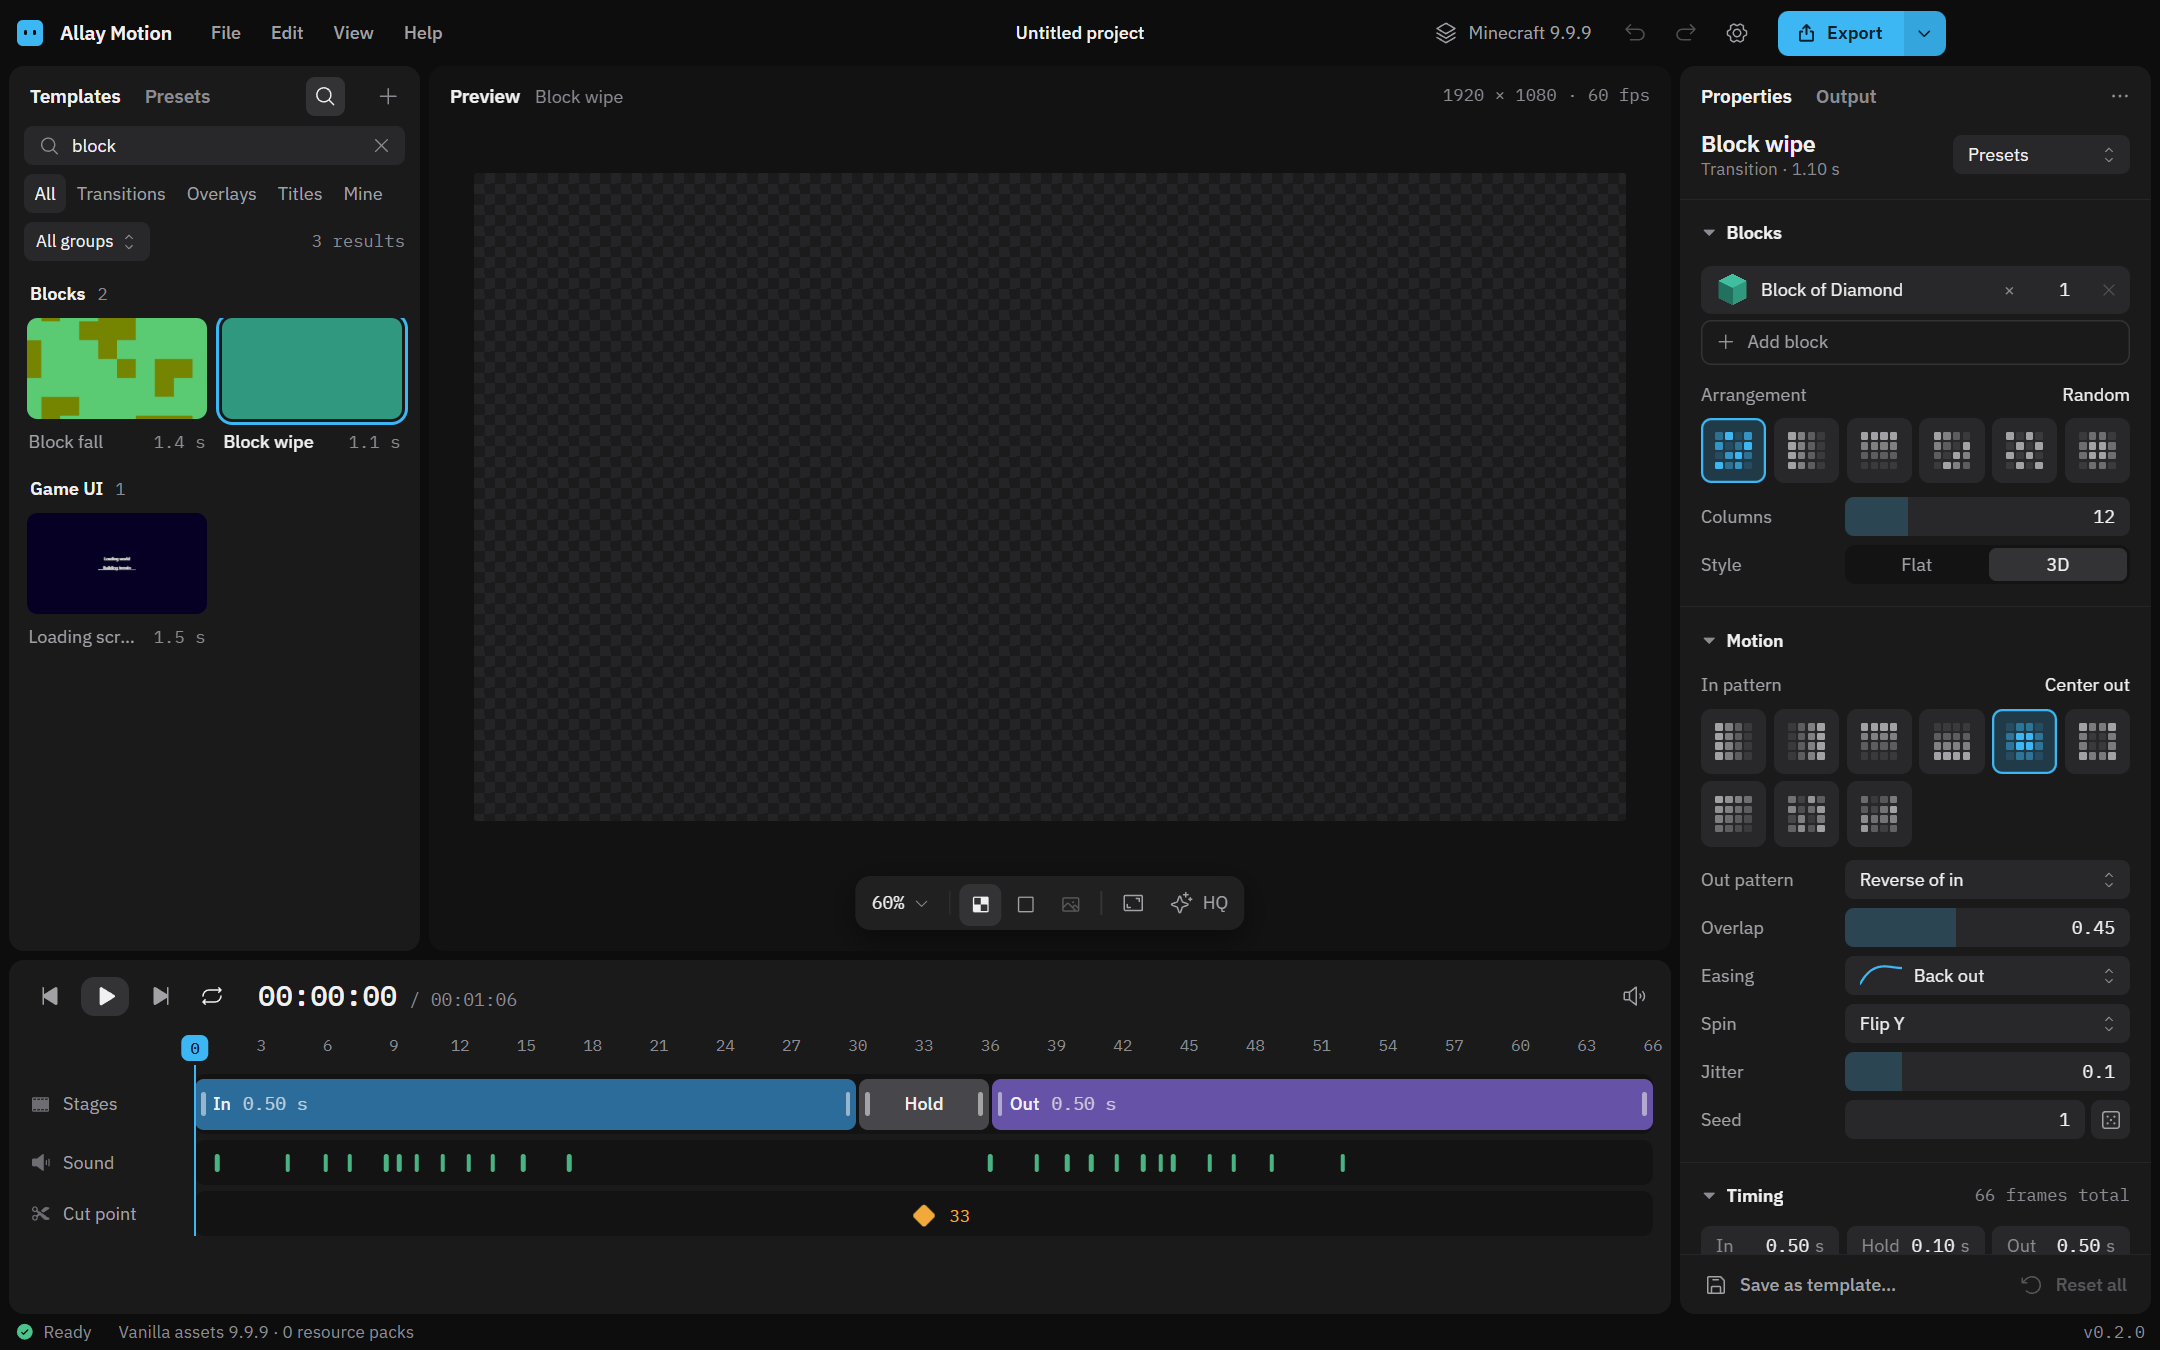 Allay Motion File Edit View Help
Untitled project
Minecraft 9.9.9 Export
Templates Presets
block
All Transitions Overlays Titles Mine
All groups 3 results
Blocks 2
Block fall 1.4 s Block wipe 1.1 s
Game UI 1
Loading world
Building terrain
Loading scr... 1.5 s
Preview Block wipe 1920 × 1080 · 60 fps
60% HQ
Properties Output
Block wipe
Transition · 1.10 s
Presets
Blocks
Block of Diamond × 1
Add block
Arrangement Random
Columns 12
Style Flat 3D
Motion
In pattern Center out
Out pattern Reverse of in
Overlap 0.45
Easing Back out
Spin Flip Y
Jitter 0.1
Seed 1
Timing 66 frames total
In 0.50 s Hold 0.10 s Out 0.50 s
Save as template... Reset all
00:00:00 / 00:01:06
0 3 6 9 12 15 18 21 24 27 30 33 36 39 42 45 48 51 54 57 60 63 66
Stages In 0.50 s Hold Out 0.50 s
Sound
Cut point 33
Ready Vanilla assets 9.9.9 · 0 resource packs v0.2.0